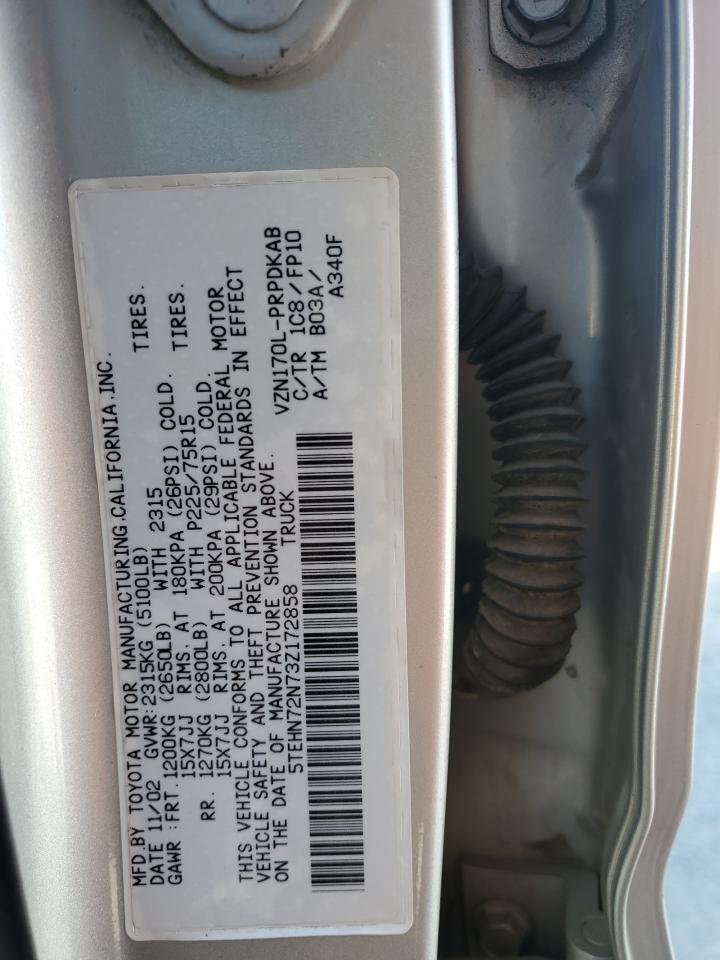 MFD.BY TOYOTA MOTOR MANUFACTURING.CALIFORNIA.INC.
DATE 11/02 GVWR:2315KG (5100LB)
GAWR :FRT.1200KG (2650LB) WITH 2315 TIRES.
15X7JJ RIMS. AT 180KPA (26PSI) COLD.
RR. 1270KG (2800LB) WITH P225/75R15 TIRES.
15X7JJ RIMS. AT 200KPA (29PSI) COLD.
THIS VEHICLE CONFORMS TO ALL APPLICABLE FEDERAL MOTOR
VEHICLE SAFETY AND THEFT PREVENTION STANDARDS IN EFFECT
ON THE DATE OF MANUFACTURE SHOWN ABOVE.
5TEHN72N73Z172858 TRUCK
VZN170L-PRPDKAB
C/TR 1C8/FP10
A/TM B03A/
A340F